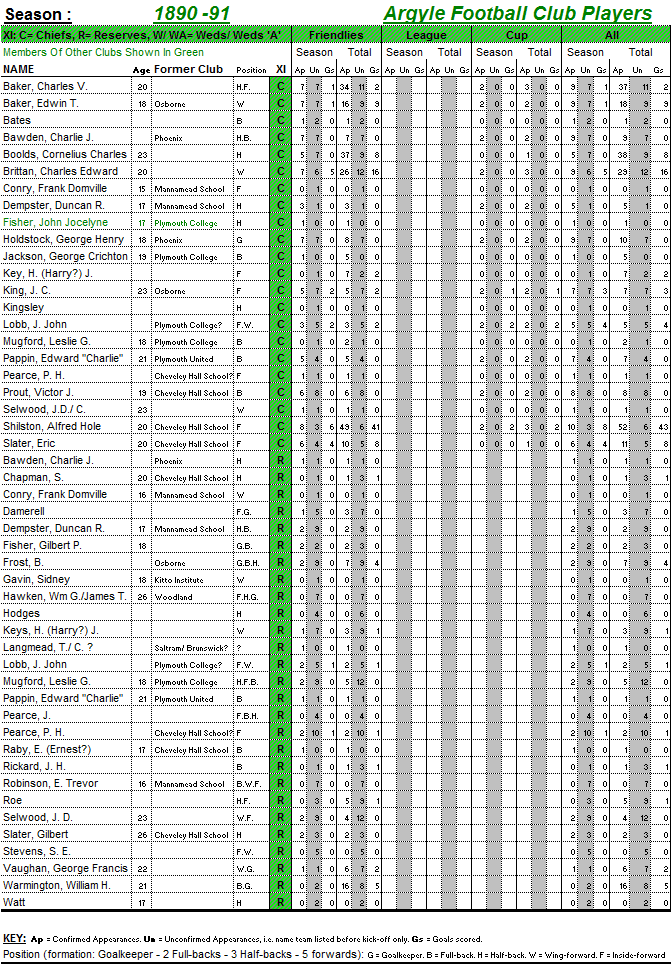 Season : 1890 -91 Argyle Football Club Players
XI: C= Chiefs, R= Reserves, W/ WA= Weds/ Weds 'A' Friendlies League Cup All
Members Of Other Clubs Shown In Green Season Total Season Total Season Total Season Total
NAME Age Former Club Position XI Ap Un Gs Ap Un Gs Ap Un Gs Ap Un Gs Ap Un Gs Ap Un Gs Ap Un Gs Ap Un Gs
Baker, Charles V. 20 H.F. C 7 7 1 34 11 2 2 0 0 3 0 0 9 7 1 37 11 2
Baker, Edwin T. 18 Osborne W C 7 7 1 16 9 9 2 0 0 2 0 0 9 7 1 18 9 9
Bates B C 1 2 0 1 2 0 0 0 0 0 0 0 1 2 0 1 2 0
Bawden, Charlie J. Phoenix H.B. C 7 7 0 7 7 0 2 0 0 2 0 0 9 7 0 9 7 0
Boolds, Cornelius Charles 23 H C 5 7 0 37 9 8 0 0 0 1 0 0 5 7 0 38 9 8
Brittan, Charles Edward 20 W C 7 6 5 26 12 16 2 0 0 3 0 0 9 6 5 29 12 16
Conry, Frank Domville 15 Mannamead School F C 0 1 0 0 1 0 0 0 0 0 0 0 0 1 0 0 1 0
Dempster, Duncan R. 17 Mannamead School H C 3 1 0 3 1 0 2 0 0 2 0 0 5 1 0 5 1 0
Fisher, John Jocelyne 17 Plymouth College H C 1 0 0 1 0 0 0 0 0 0 0 0 1 0 0 1 0 0
Holdstock, George Henry 18 Phoenix G C 7 7 0 8 7 0 2 0 0 2 0 0 9 7 0 10 7 0
Jackson, George Crichton 19 Plymouth College B C 1 0 0 5 0 0 0 0 0 0 0 0 1 0 0 5 0 0
Key, H. (Harry?) J. F C 0 1 0 7 2 2 0 0 0 0 0 0 0 1 0 7 2 2
King, J. C. 23 Osborne F C 5 7 2 5 7 2 2 0 1 2 0 1 7 7 3 7 7 3
Kingsley H C 0 1 0 0 1 0 0 0 0 0 0 0 0 1 0 0 1 0
Lobb, J. John Plymouth College? F.W. C 3 5 2 3 5 2 2 0 2 2 0 2 5 5 4 5 5 4
Mugford, Leslie G. 18 Plymouth College B C 0 1 0 2 1 0 0 0 0 0 0 0 0 1 0 2 1 0
Pappin, Edward "Charlie" 21 Plymouth United B C 5 4 0 5 4 0 2 0 0 2 0 0 7 4 0 7 4 0
Pearce, P. H. Cheveley Hall School? F C 1 1 0 1 1 0 0 0 0 0 0 0 1 1 0 1 1 0
Prout, Victor J. 19 Cheveley Hall School B C 6 8 0 6 8 0 2 0 0 2 0 0 8 8 0 8 8 0
Selwood, J.D./ C. 23 W C 1 1 0 1 1 0 0 0 0 0 0 0 1 1 0 1 1 0
Shilston, Alfred Hole 20 Cheveley Hall School F C 8 3 6 49 6 41 2 0 2 3 0 2 10 3 8 52 6 43
Slater, Eric 20 Cheveley Hall School F C 6 4 4 10 5 8 0 0 0 1 0 0 6 4 4 11 5 8
Bawden, Charlie J. Phoenix H R 1 1 0 1 1 0 1 1 0 1 1 0
Chapman, S. 20 Cheveley Hall School H R 0 1 0 1 3 1 0 1 0 1 3 1
Conry, Frank Domville 16 Mannamead School W R 0 1 0 0 1 0 0 1 0 0 1 0
Damerell F.G. R 1 5 0 3 7 0 1 5 0 3 7 0
Dempster, Duncan R. 17 Mannamead School H.B. R 2 9 0 2 9 0 2 9 0 2 9 0
Fisher, Gilbert P. 18 G.B. R 2 2 0 2 3 0 2 2 0 2 3 0
Frost, B. Osborne G.B.H. R 2 9 0 7 9 4 2 9 0 7 9 4
Gavin, Sidney 18 Kitto Institute W R 0 1 0 0 1 0 0 1 0 0 1 0
Hawken, Wm G./James T. 26 Woodland F.H.G. R 0 7 0 0 7 0 0 7 0 0 7 0
Hodges H R 0 4 0 0 6 0 0 4 0 0 6 0
Keys, H. (Harry?) J. W R 1 7 0 3 9 1 1 7 0 3 9 1
Langmead, T./ C. ? Saltram/ Brunswick? ? R 1 0 0 1 0 0 1 0 0 1 0 0
Lobb, J. John Plymouth College? F.W. R 2 5 1 2 5 1 2 5 1 2 5 1
Mugford, Leslie G. 18 Plymouth College H.F.B. R 2 9 0 5 12 0 2 9 0 5 12 0
Pappin, Edward "Charlie" 21 Plymouth United B R 1 1 0 1 1 0 1 1 0 1 1 0
Pearce, J. F.B.H. R 0 4 0 0 4 0 0 4 0 0 4 0
Pearce, P. H. Cheveley Hall School? F R 2 10 1 2 10 1 2 10 1 2 10 1
Raby, E. (Ernest?) 17 Cheveley Hall School B R 1 0 0 1 0 0 1 0 0 1 0 0
Rickard, J. H. B R 0 1 0 1 3 1 0 1 0 1 3 1
Robinson, E. Trevor 16 Mannamead School B.W.F. R 0 3 0 0 3 0 0 3 0 0 3 0
Roe H.F. R 0 3 0 5 9 1 0 3 0 5 9 1
Selwood, J. D. 23 W.F. R 2 9 0 4 12 0 2 9 0 4 12 0
Slater, Gilbert 26 Cheveley Hall School H R 2 3 0 2 3 0 2 3 0 2 3 0
Stevens, S. E. F.W. R 0 5 0 0 5 0 0 5 0 0 5 0
Vaughan, George Francis 22 W.G. R 1 1 0 6 7 2 1 1 0 6 7 2
Warmington, William H. 21 B.G. R 0 2 0 16 8 5 0 2 0 16 8 5
Watt 17 H R 0 2 0 0 2 0 0 2 0 0 2 0
KEY: Ap = Confirmed Appearances. Un = Unconfirmed Appearances, i.e. name team listed before kick-off only. Gs = Goals scored.
Position (formation: Goalkeeper - 2 Full-backs - 3 Half-backs - 5 forwards): G = Goalkeeper. B = Full-back. H = Half-back. W = Wing-forward. F = Inside-forward